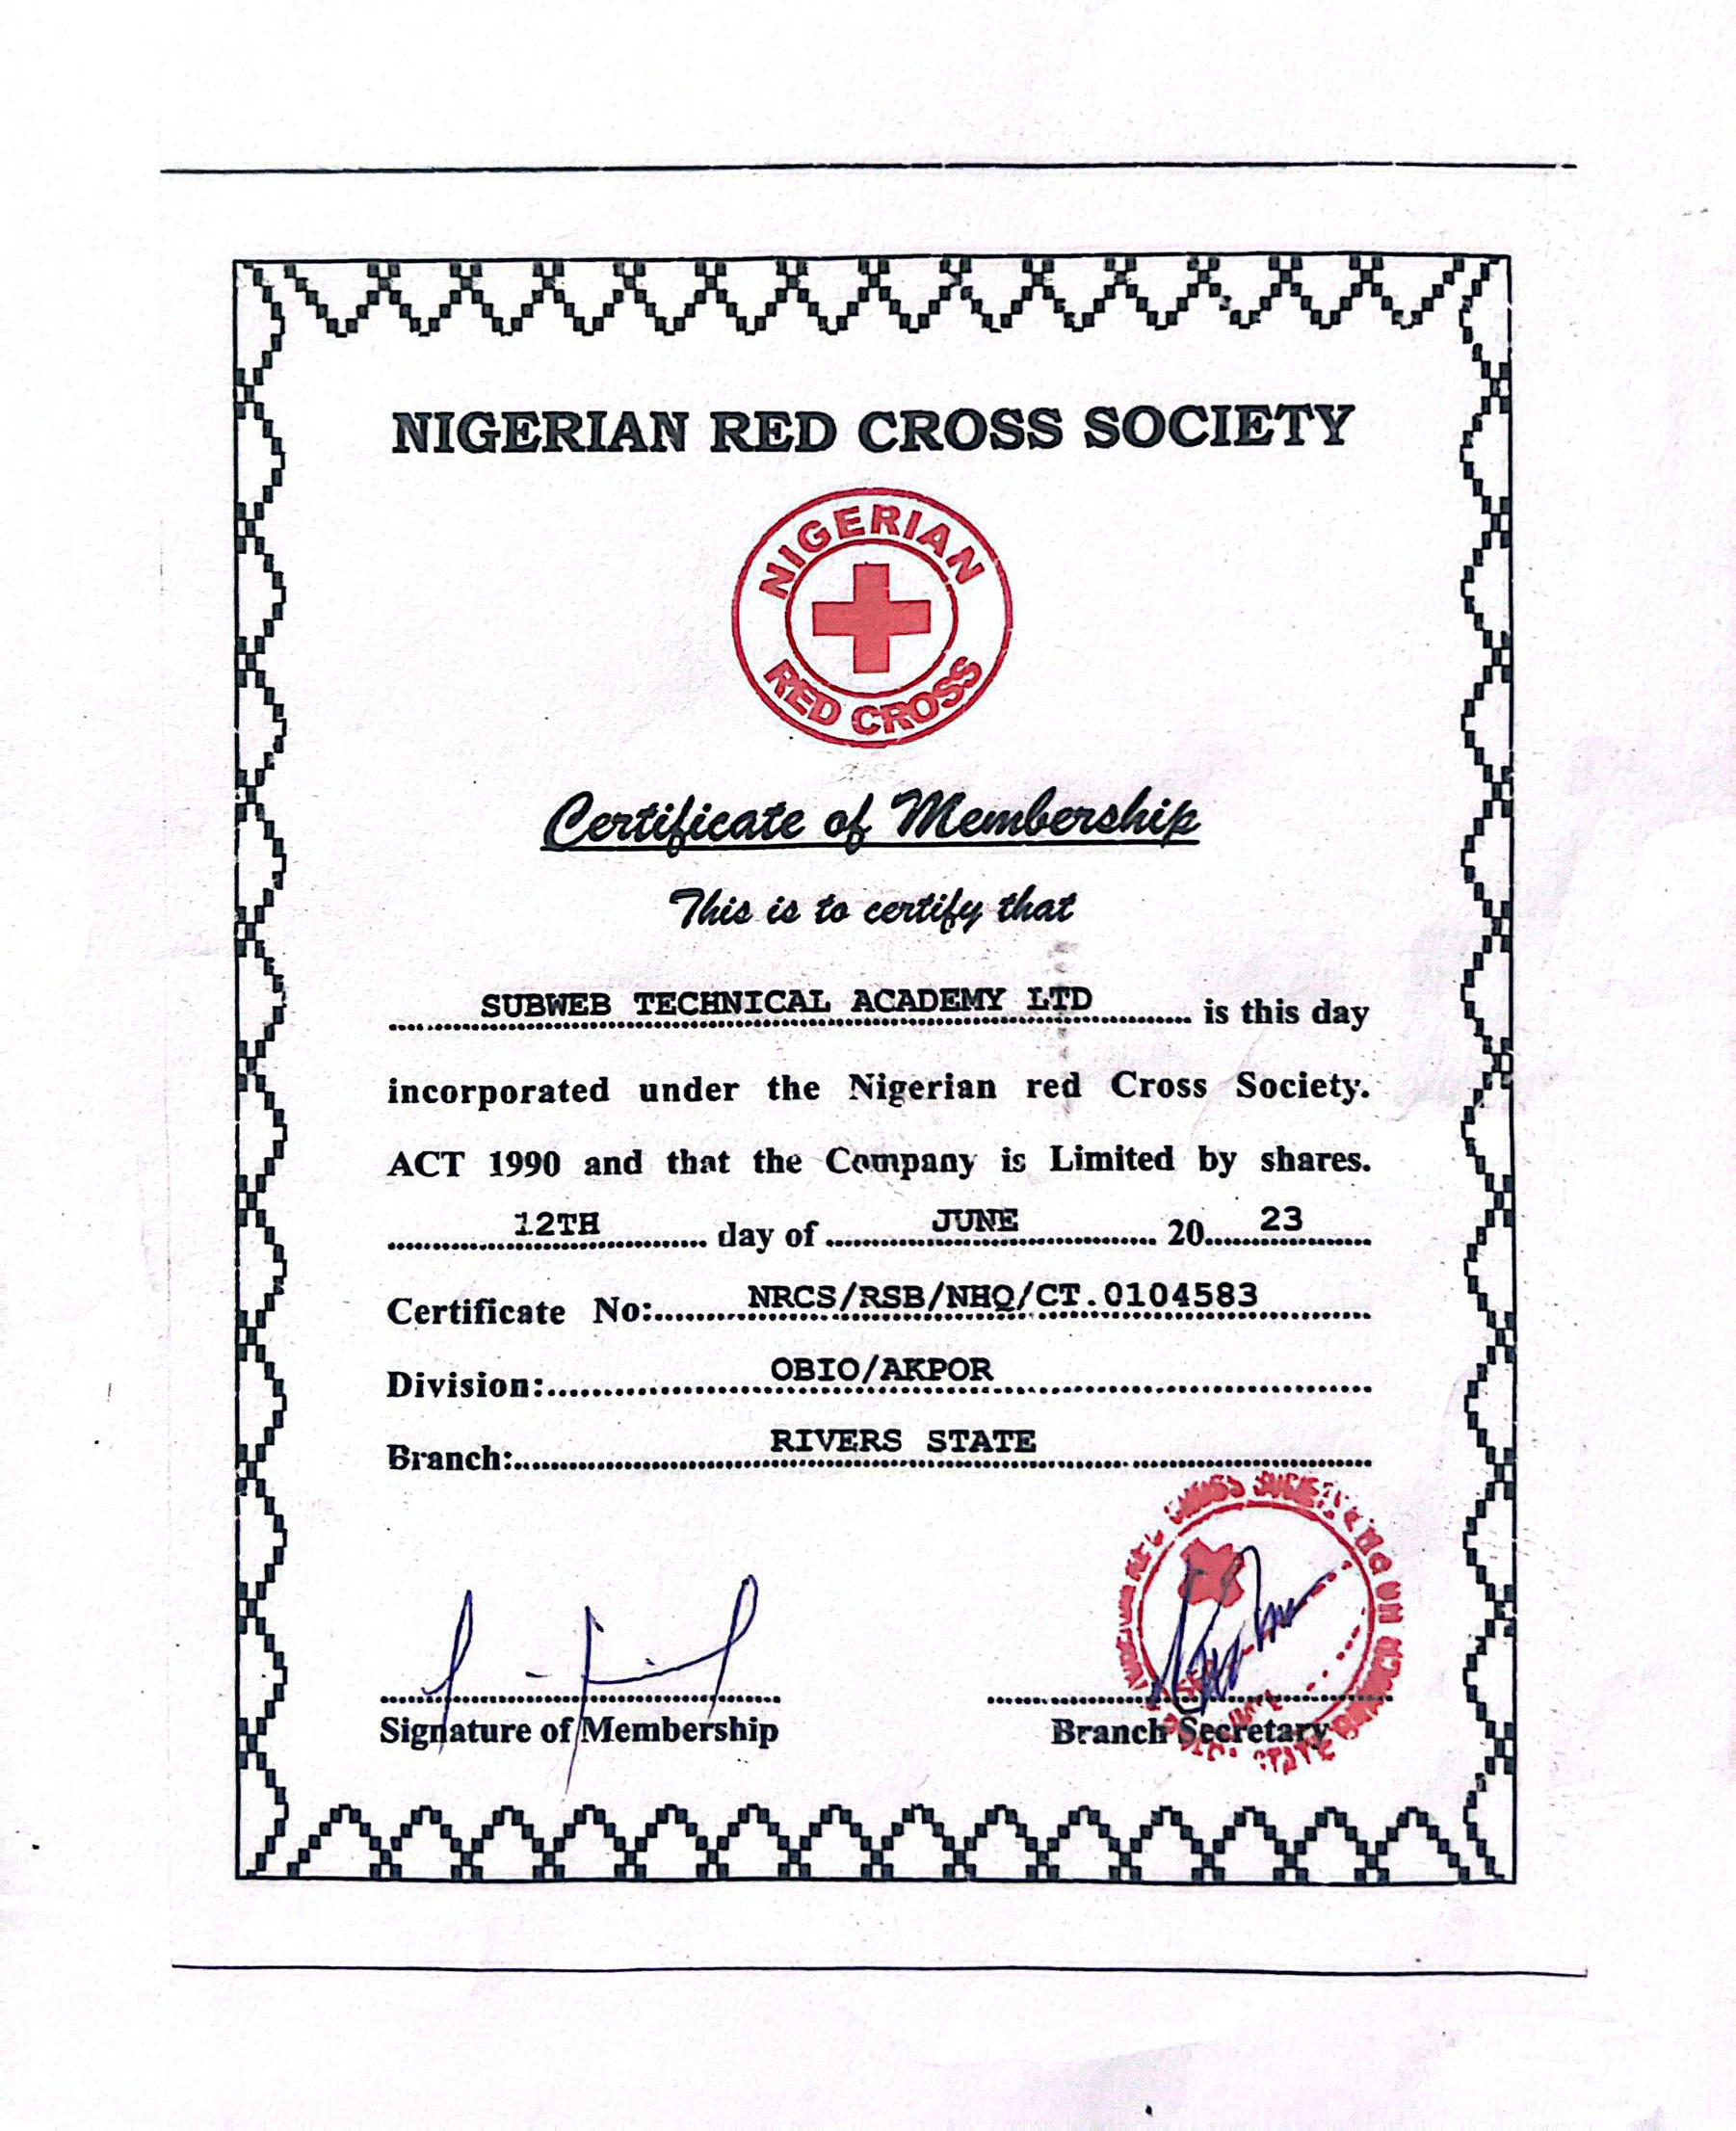 NIGERIAN RED CROSS SOCIETY
NIGERIAN
RED CROSS
Certificate of Membership
This is to certify that
SUBWEB TECHNICAL ACADEMY LTD is this day
incorporated under the Nigerian red Cross Society.
ACT 1990 and that the Company is Limited by shares.
12TH day of JUNE 20 23
Certificate No: NRCS/RSB/NHQ/CT.0104583
Division: OBIO/AKPOR
Branch: RIVERS STATE
Signature of Membership
Branch Secretary